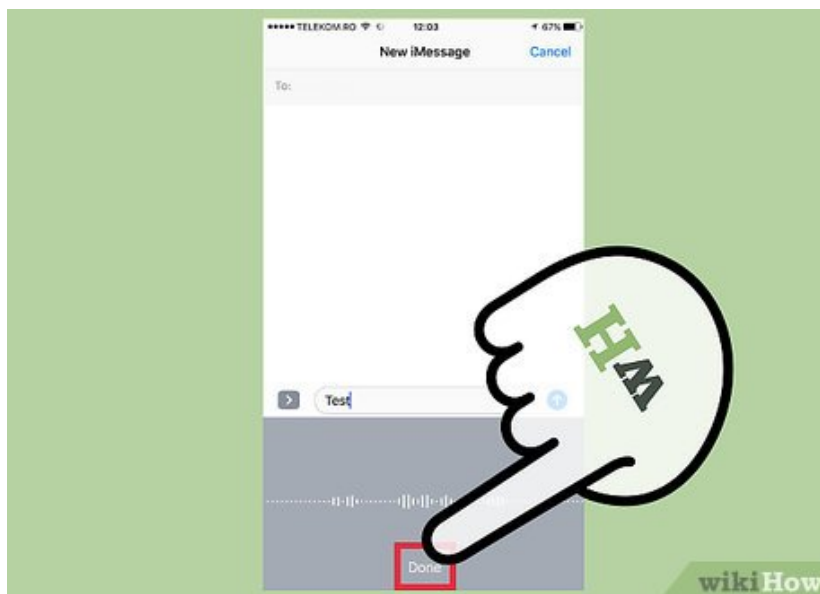 TELEKOM.RO 12:03 67%
New iMessage Cancel
To:
Test
Done
wH
wikiHow